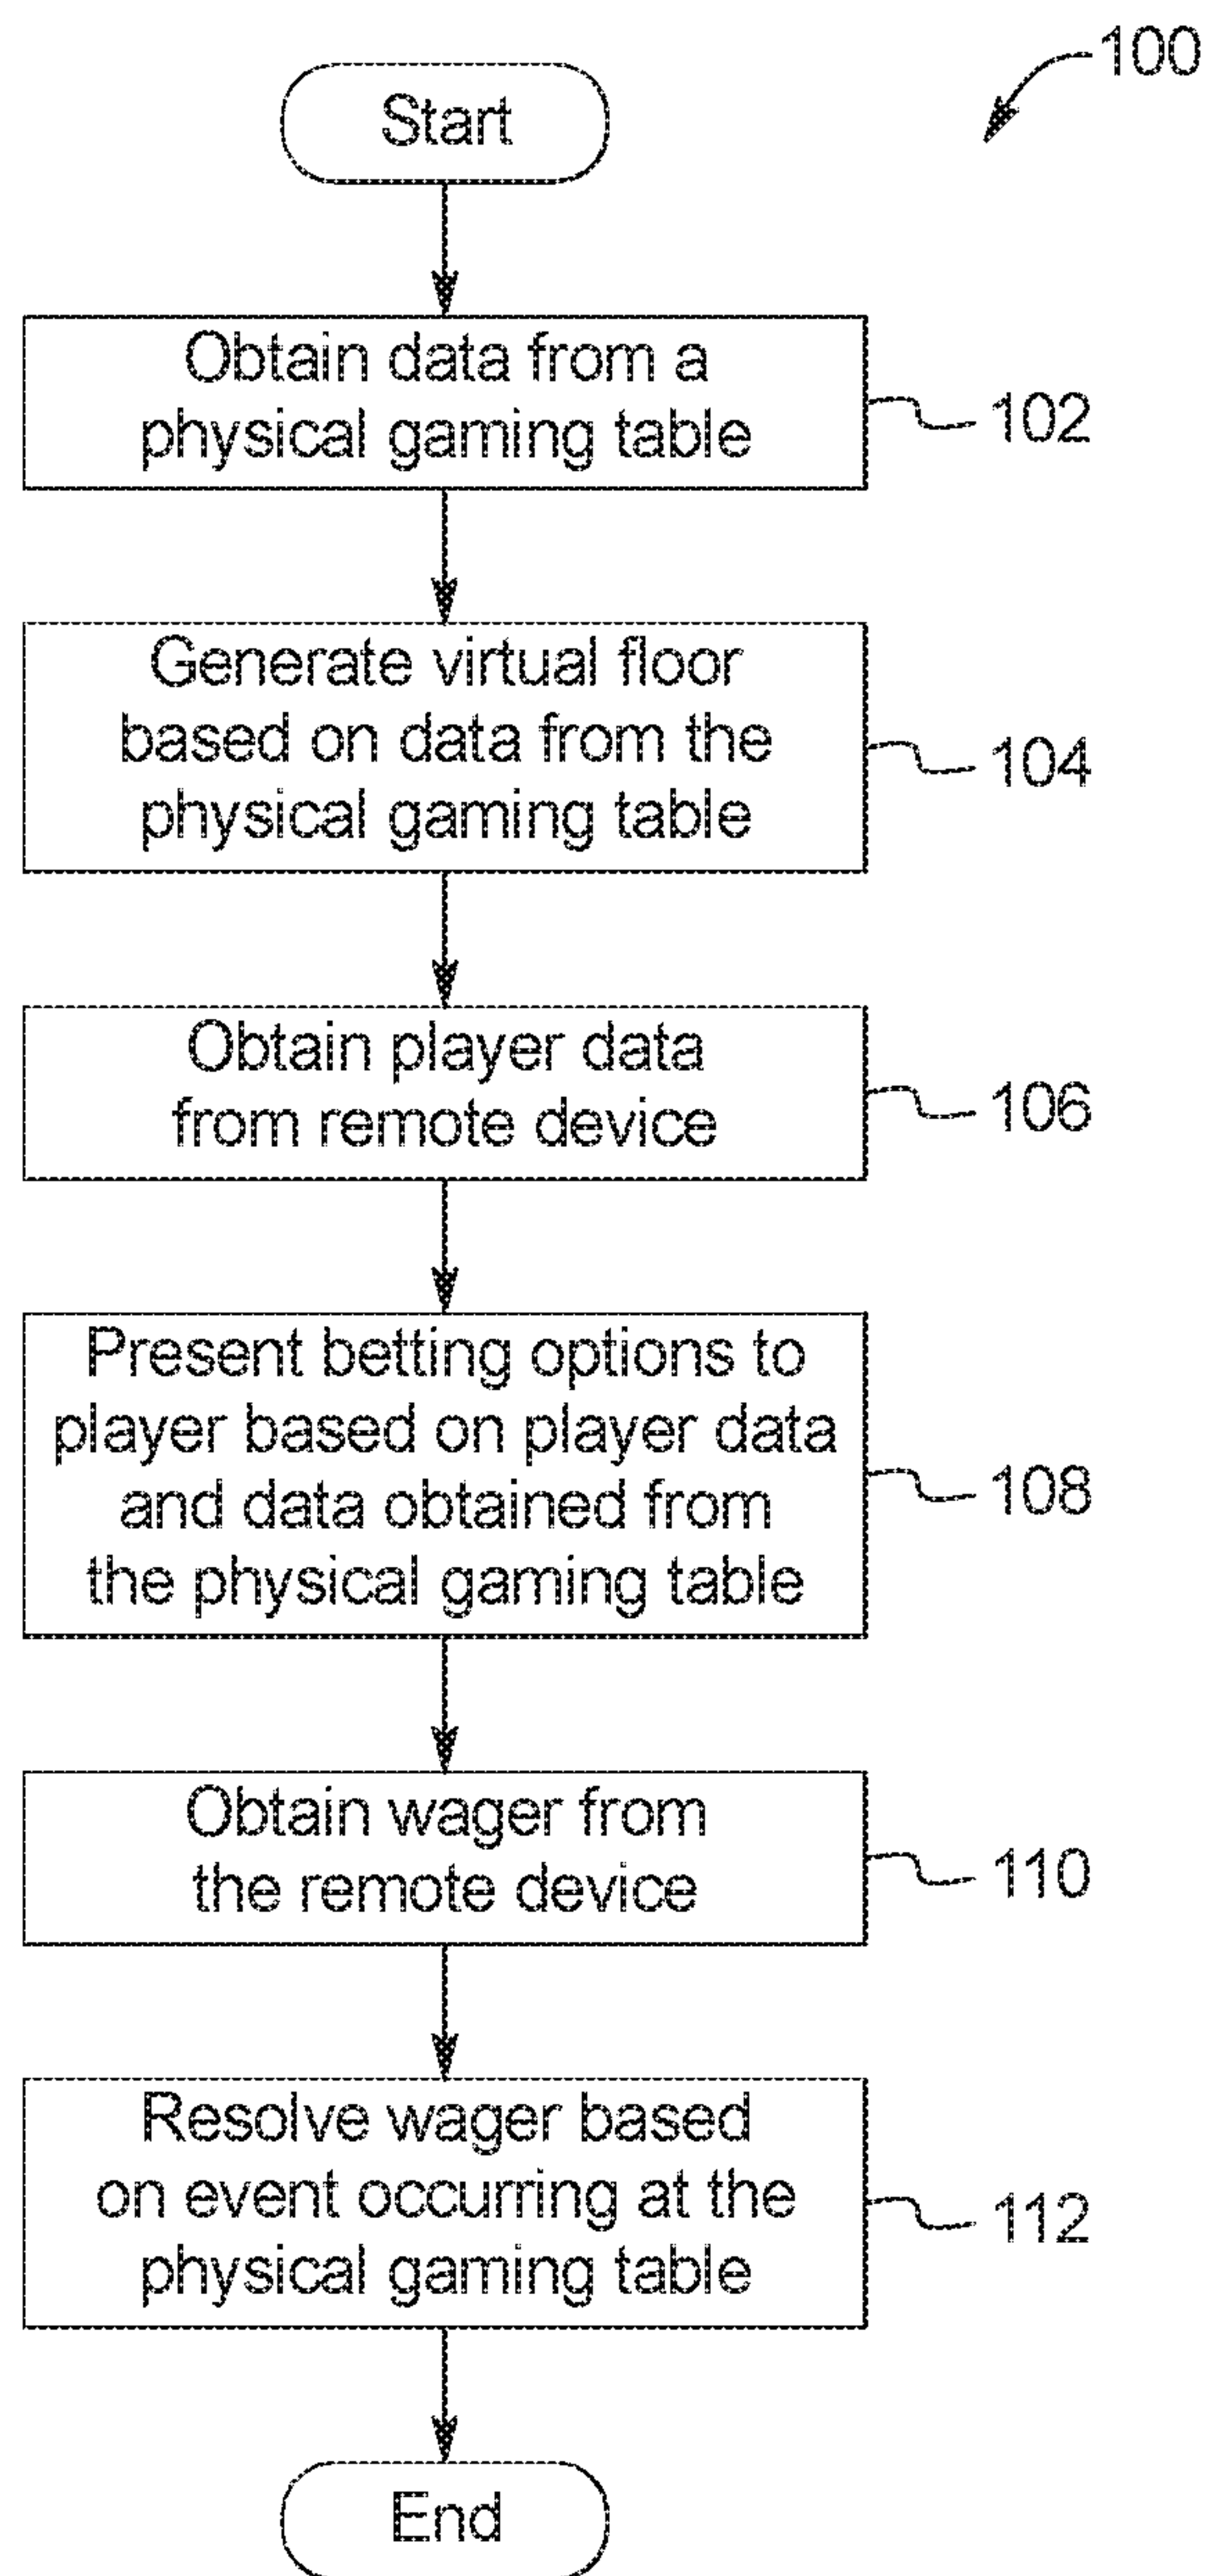 100
Start
Obtain data from a
physical gaming table
102
Generate virtual floor
based on data from the
physical gaming table
104
Obtain player data
from remote device
106
Present betting options to
player based on player data
and data obtained from
the physical gaming table
108
Obtain wager from
the remote device
110
Resolve wager based
on event occurring at the
physical gaming table
112
End